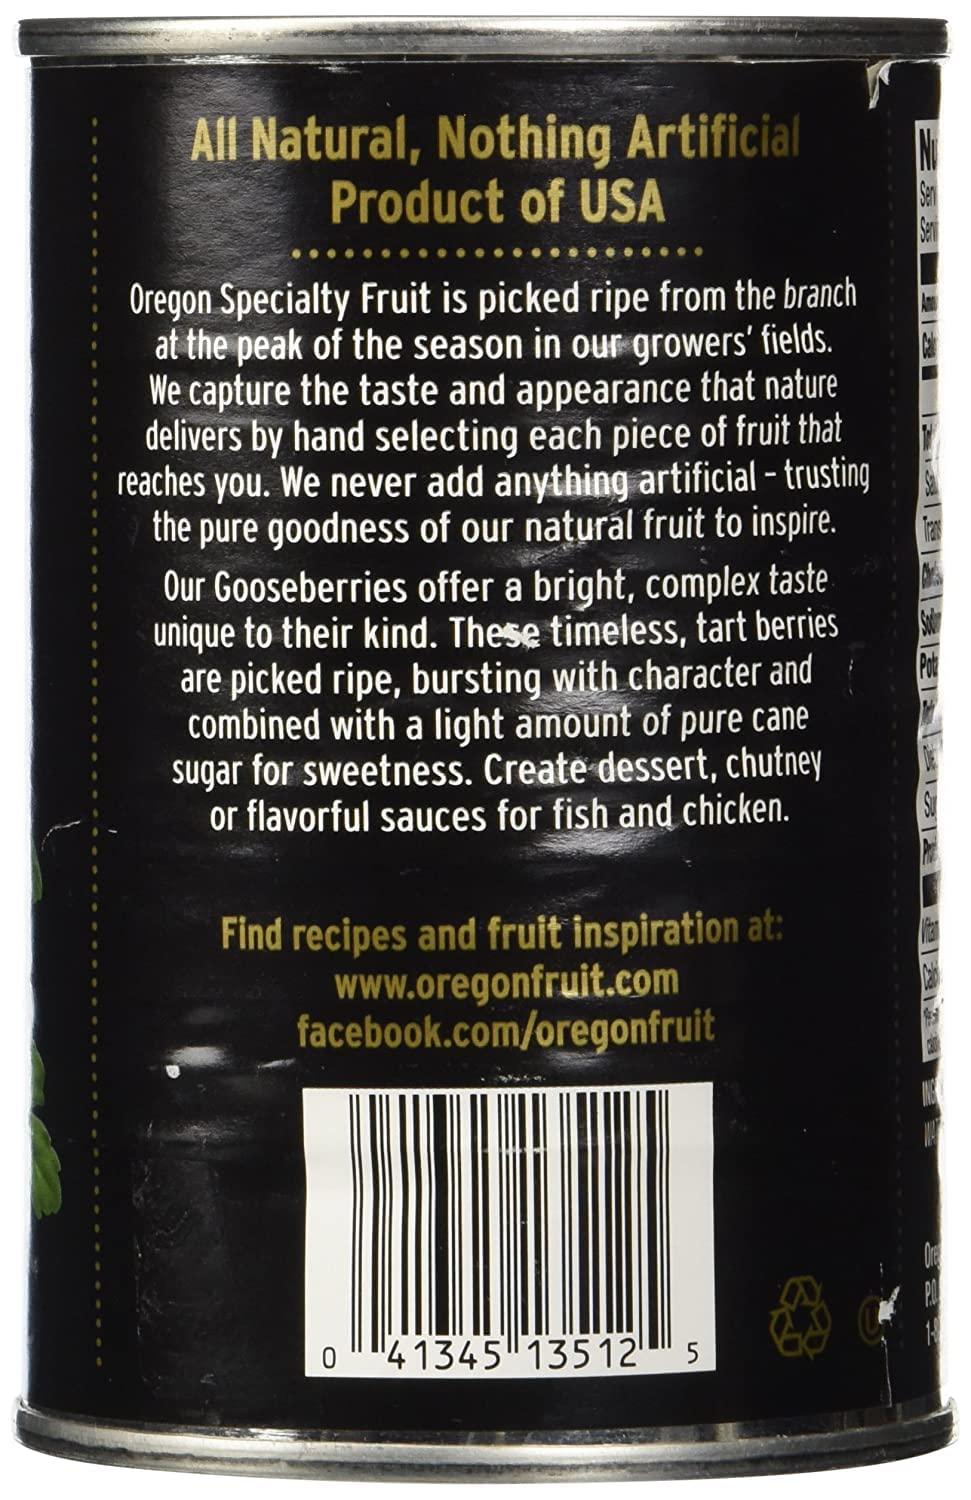 All Natural, Nothing Artificial
Product of USA
Oregon Specialty Fruit is picked ripe from the branch
at the peak of the season in our growers' fields.
We capture the taste and appearance that nature
delivers by hand selecting each piece of fruit that
reaches you. We never add anything artificial – trusting
the pure goodness of our natural fruit to inspire.
Our Gooseberries offer a bright, complex taste
unique to their kind. These timeless, tart berries
are picked ripe, bursting with character and
combined with a light amount of pure cane
sugar for sweetness. Create dessert, chutney
or flavorful sauces for fish and chicken.
Find recipes and fruit inspiration at:
www.oregonfruit.com
facebook.com/oregonfruit
0 41345 13512 5
U